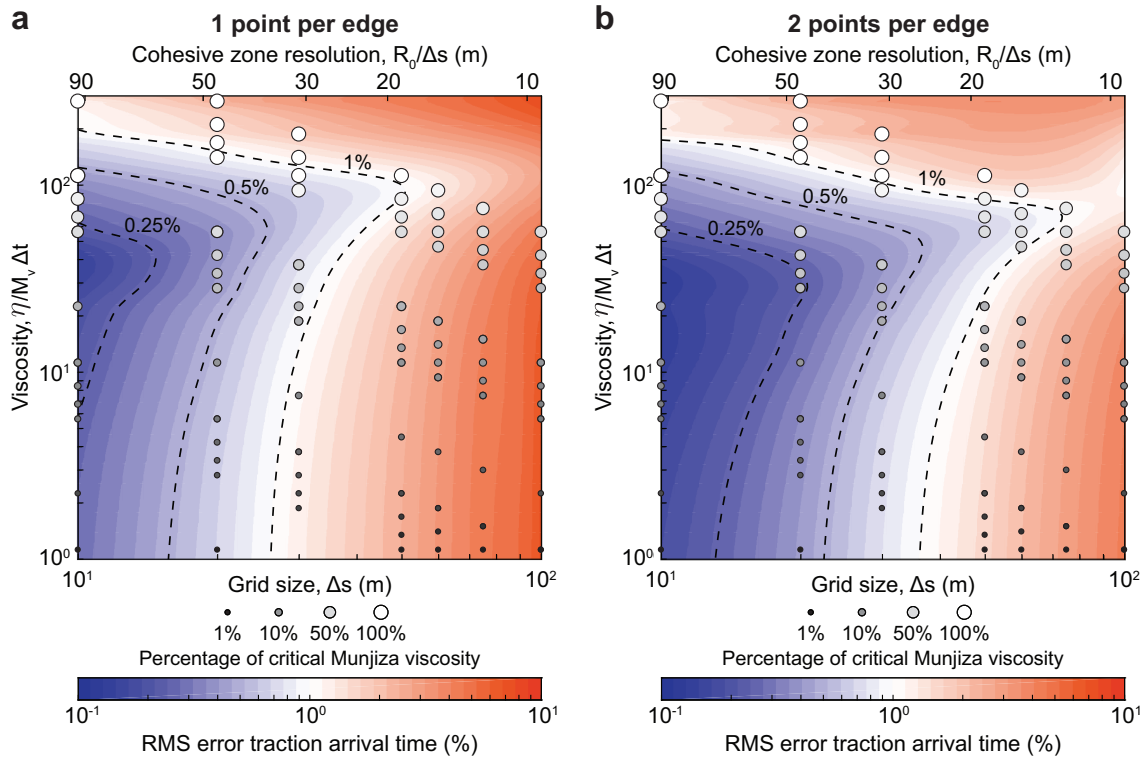 a
1 point per edge
Cohesive zone resolution, R₀/Δs (m)
90 50 30 20 10
Viscosity, η/Mᵥ Δt
10²
10¹
10⁰
1%
0.5%
0.25%
10¹ 10²
Grid size, Δs (m)
1% 10% 50% 100%
Percentage of critical Munjiza viscosity
10⁻¹ 10⁰ 10¹
RMS error traction arrival time (%)
b
2 points per edge
Cohesive zone resolution, R₀/Δs (m)
90 50 30 20 10
Viscosity, η/Mᵥ Δt
10²
10¹
10⁰
1%
0.5%
0.25%
10¹ 10²
Grid size, Δs (m)
1% 10% 50% 100%
Percentage of critical Munjiza viscosity
10⁻¹ 10⁰ 10¹
RMS error traction arrival time (%)